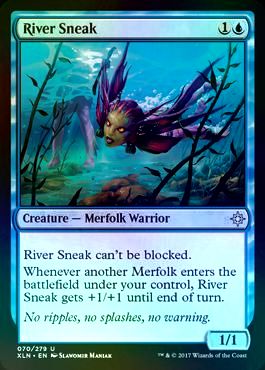 River Sneak 1
Creature — Merfolk Warrior
River Sneak can't be blocked.
Whenever another Merfolk enters the
battlefield under your control, River
Sneak gets +1/+1 until end of turn.
No ripples, no splashes, no warning.
1/1
070/279 U
XLN • EN Slawomir Maniak ™ & © 2017 Wizards of the Coast